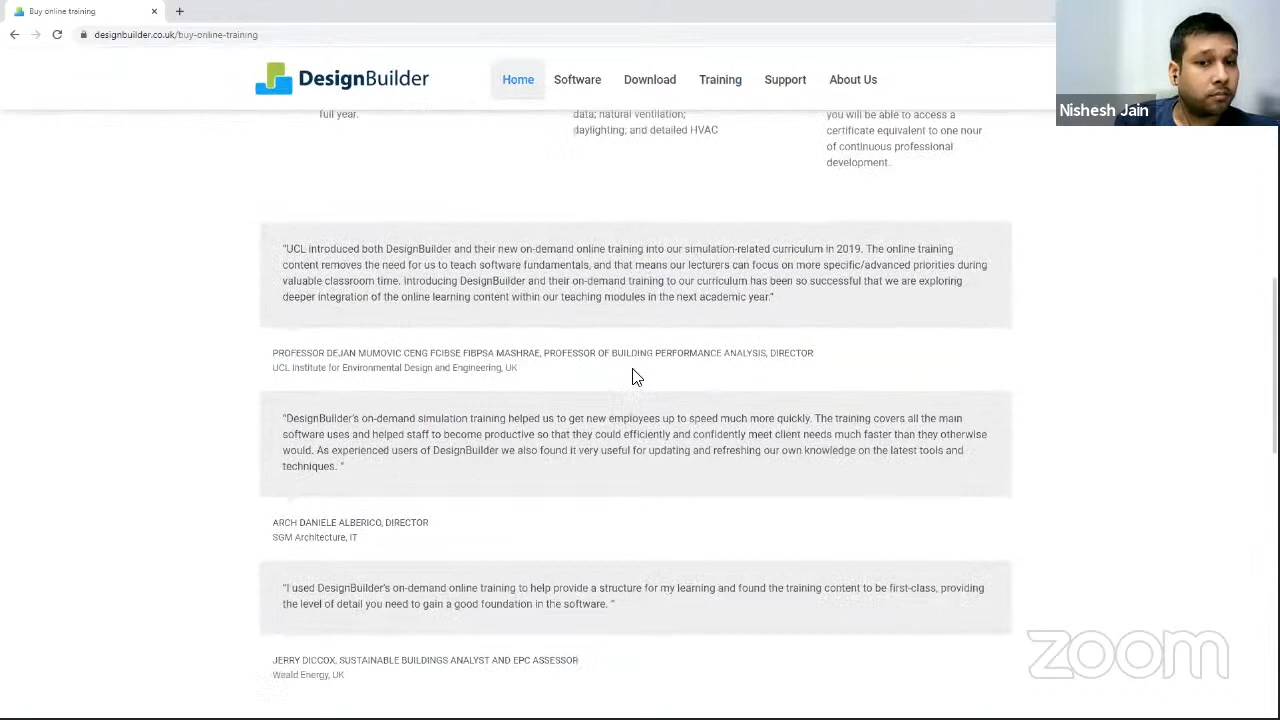 Buy online training
designbuilder.co.uk/buy-online-training
DesignBuilder
Home Software Download Training Support About Us
Nishesh Jain
full year.
data; natural ventilation;
daylighting; and detailed HVAC
you will be able to access a
certificate equivalent to one hour
of continuous professional
development.
"UCL introduced both DesignBuilder and their new on-demand online training into our simulation-related curriculum in 2019. The online training
content removes the need for us to teach software fundamentals, and that means our lecturers can focus on more specific/advanced priorities during
valuable classroom time. Introducing DesignBuilder and their on-demand training to our curriculum has been so successful that we are exploring
deeper integration of the online learning content within our teaching modules in the next academic year."
PROFESSOR DEJAN MUMOVIC CENG FCIBSE FIBPSA MASHRAE, PROFESSOR OF BUILDING PERFORMANCE ANALYSIS, DIRECTOR
UCL Institute for Environmental Design and Engineering, UK
"DesignBuilder's on-demand simulation training helped us to get new employees up to speed much more quickly. The training covers all the main
software uses and helped staff to become productive so that they could efficiently and confidently meet client needs much faster than they otherwise
would. As experienced users of DesignBuilder we also found it very useful for updating and refreshing our own knowledge on the latest tools and
techniques. "
ARCH DANIELE ALBERICO, DIRECTOR
SGM Architecture, IT
"I used DesignBuilder's on-demand online training to help provide a structure for my learning and found the training content to be first-class, providing
the level of detail you need to gain a good foundation in the software. "
JERRY DICCOX, SUSTAINABLE BUILDINGS ANALYST AND EPC ASSESSOR
Weald Energy, UK
zoom